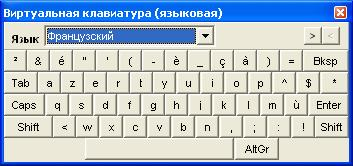 Виртуальная клавиатура (языковая)
Язык Французский > <
² & é " ' ( - è _ ç à ) = Bksp
Tab a z e r t y u i o p ^ $ *
Caps q s d f g h j k l m ù Enter
Shift < w x c v b n , ; : ! Shift
AltGr